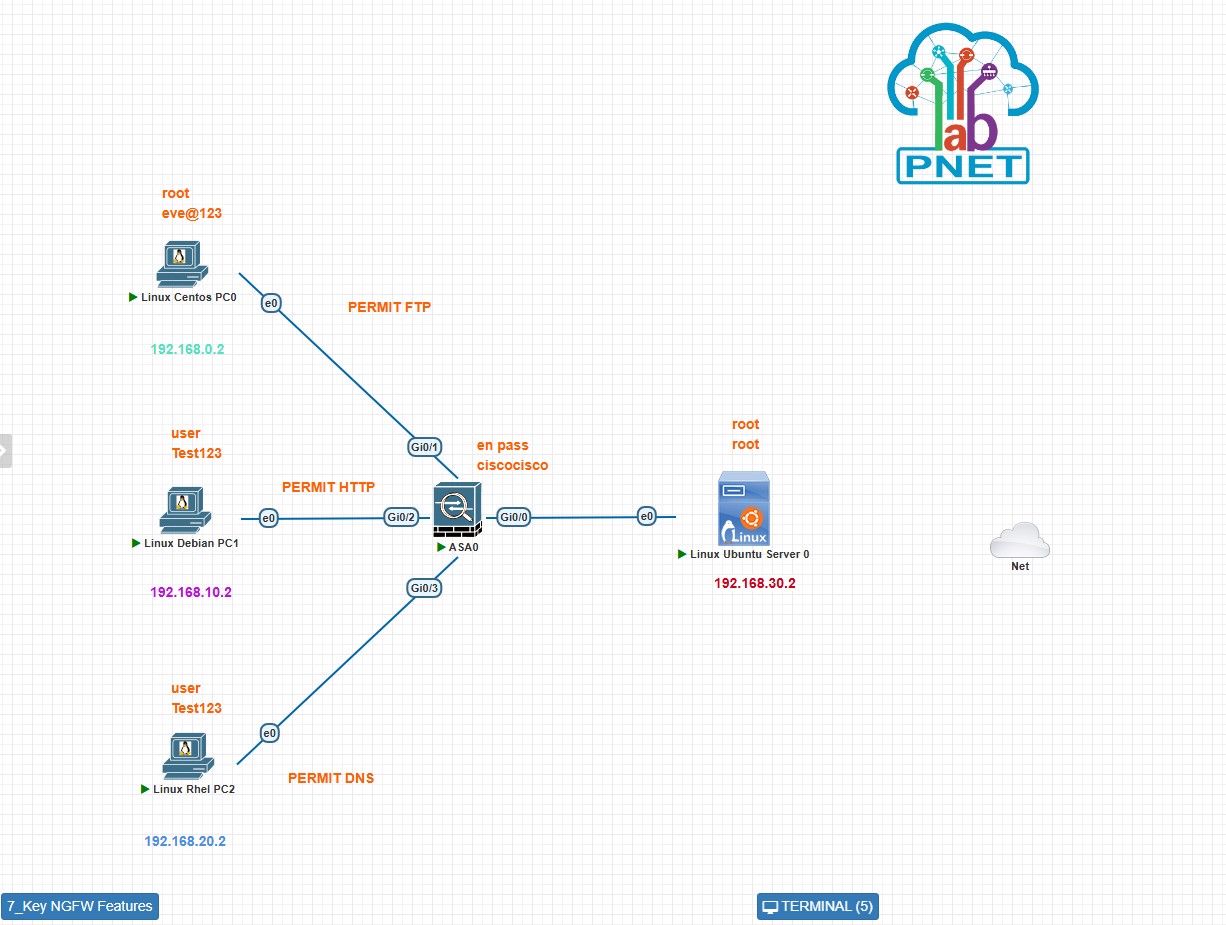 lab
PNET
root
eve@123
Linux Centos PC0
e0
PERMIT FTP
192.168.0.2
Gi0/1
user
Test123
PERMIT HTTP
en pass
ciscocisco
root
root
e0
Gi0/2
Gi0/0
e0
Linux
Linux Debian PC1
ASA0
Linux Ubuntu Server 0
Net
192.168.10.2
Gi0/3
192.168.30.2
user
Test123
e0
Linux Rhel PC2
PERMIT DNS
192.168.20.2
7_Key NGFW Features
TERMINAL (5)